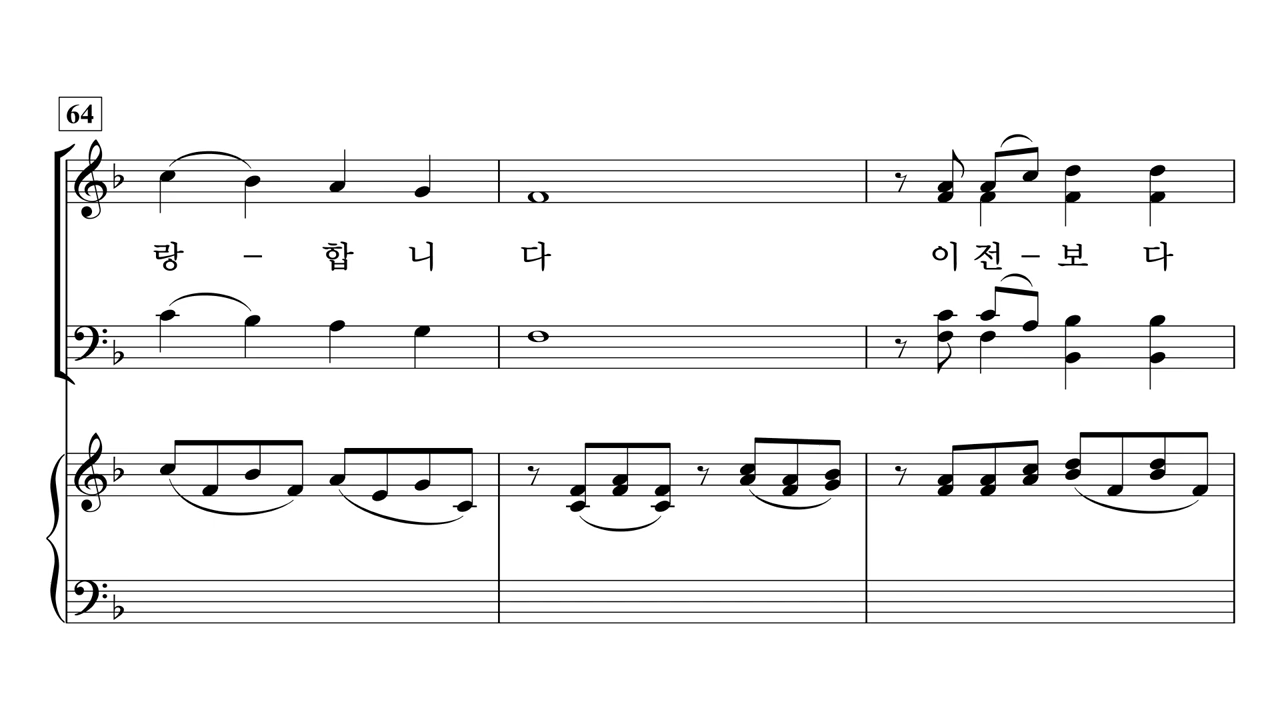 64
랑 – 합 니 다 이 전 – 보 다